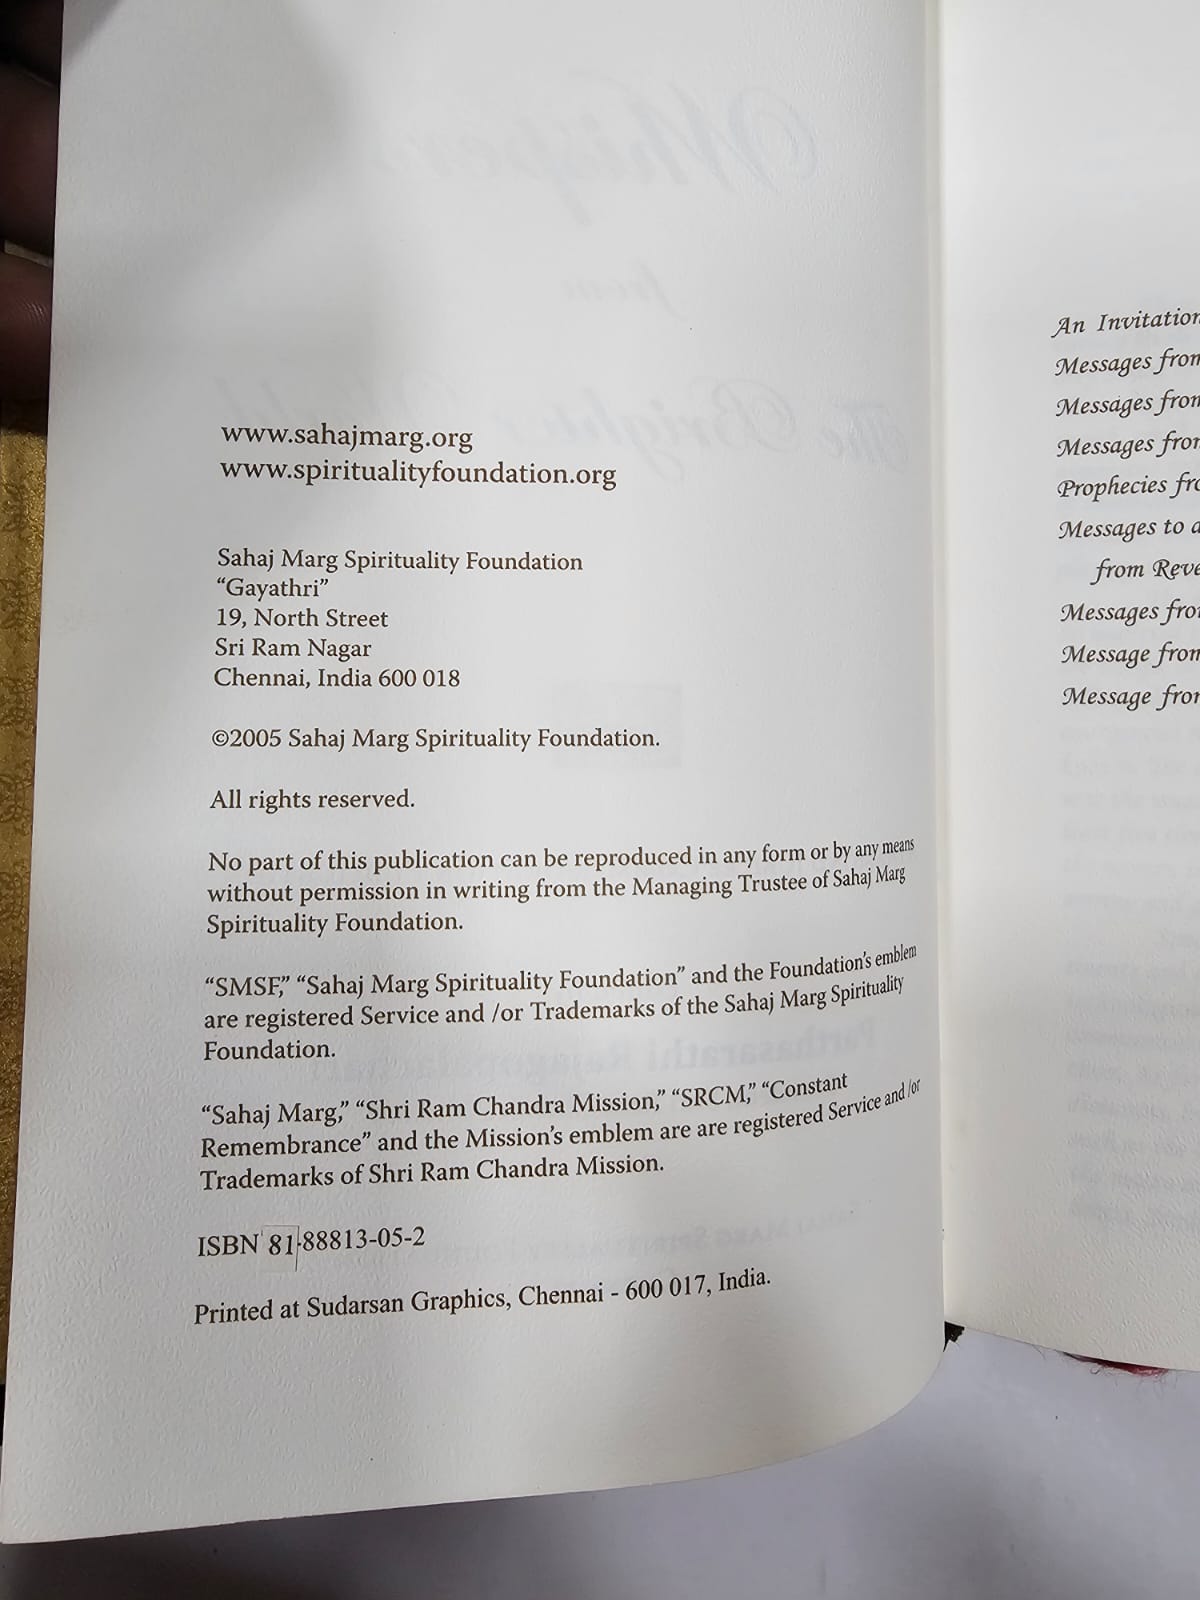 www.sahajmarg.org
www.spiritualityfoundation.org
Sahaj Marg Spirituality Foundation
“Gayathri”
19, North Street
Sri Ram Nagar
Chennai, India 600 018
©2005 Sahaj Marg Spirituality Foundation.
All rights reserved.
No part of this publication can be reproduced in any form or by any means
without permission in writing from the Managing Trustee of Sahaj Marg
Spirituality Foundation.
“SMSF,” “Sahaj Marg Spirituality Foundation” and the Foundation’s emblem
are registered Service and /or Trademarks of the Sahaj Marg Spirituality
Foundation.
“Sahaj Marg,” “Shri Ram Chandra Mission,” “SRCM,” “Constant
Remembrance” and the Mission’s emblem are are registered Service and /or
Trademarks of Shri Ram Chandra Mission.
ISBN 81-88813-05-2
Printed at Sudarsan Graphics, Chennai - 600 017, India.
An Invitation
Messages from
Messages from
Messages from
Prophecies
Messages to
from
Messages
Message from
Message